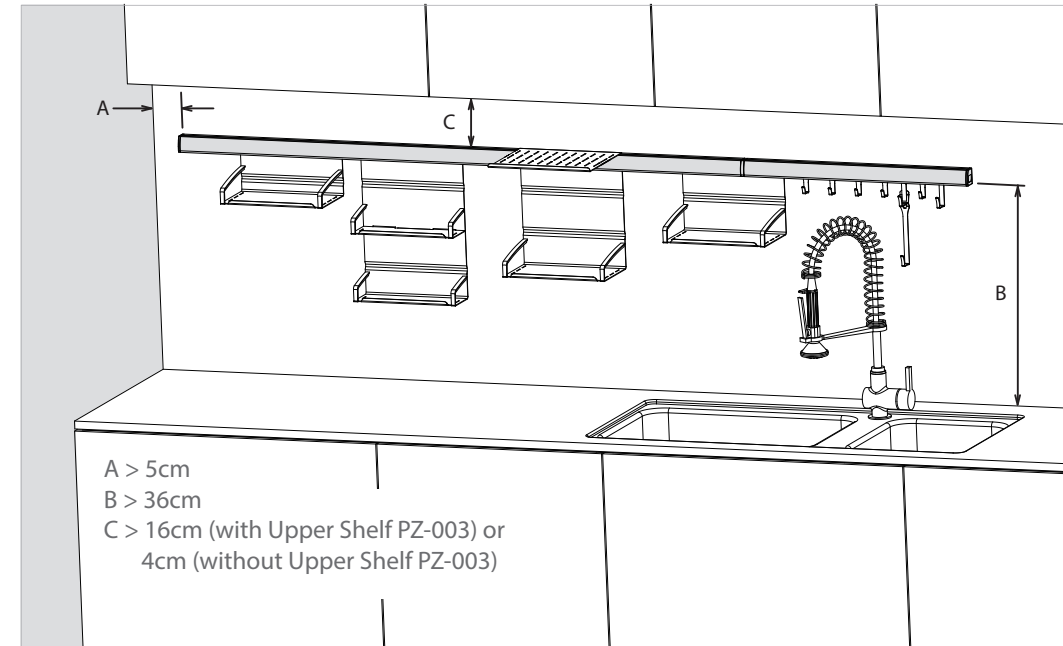 A
C
B
A > 5cm
B > 36cm
C > 16cm (with Upper Shelf PZ-003) or
4cm (without Upper Shelf PZ-003)